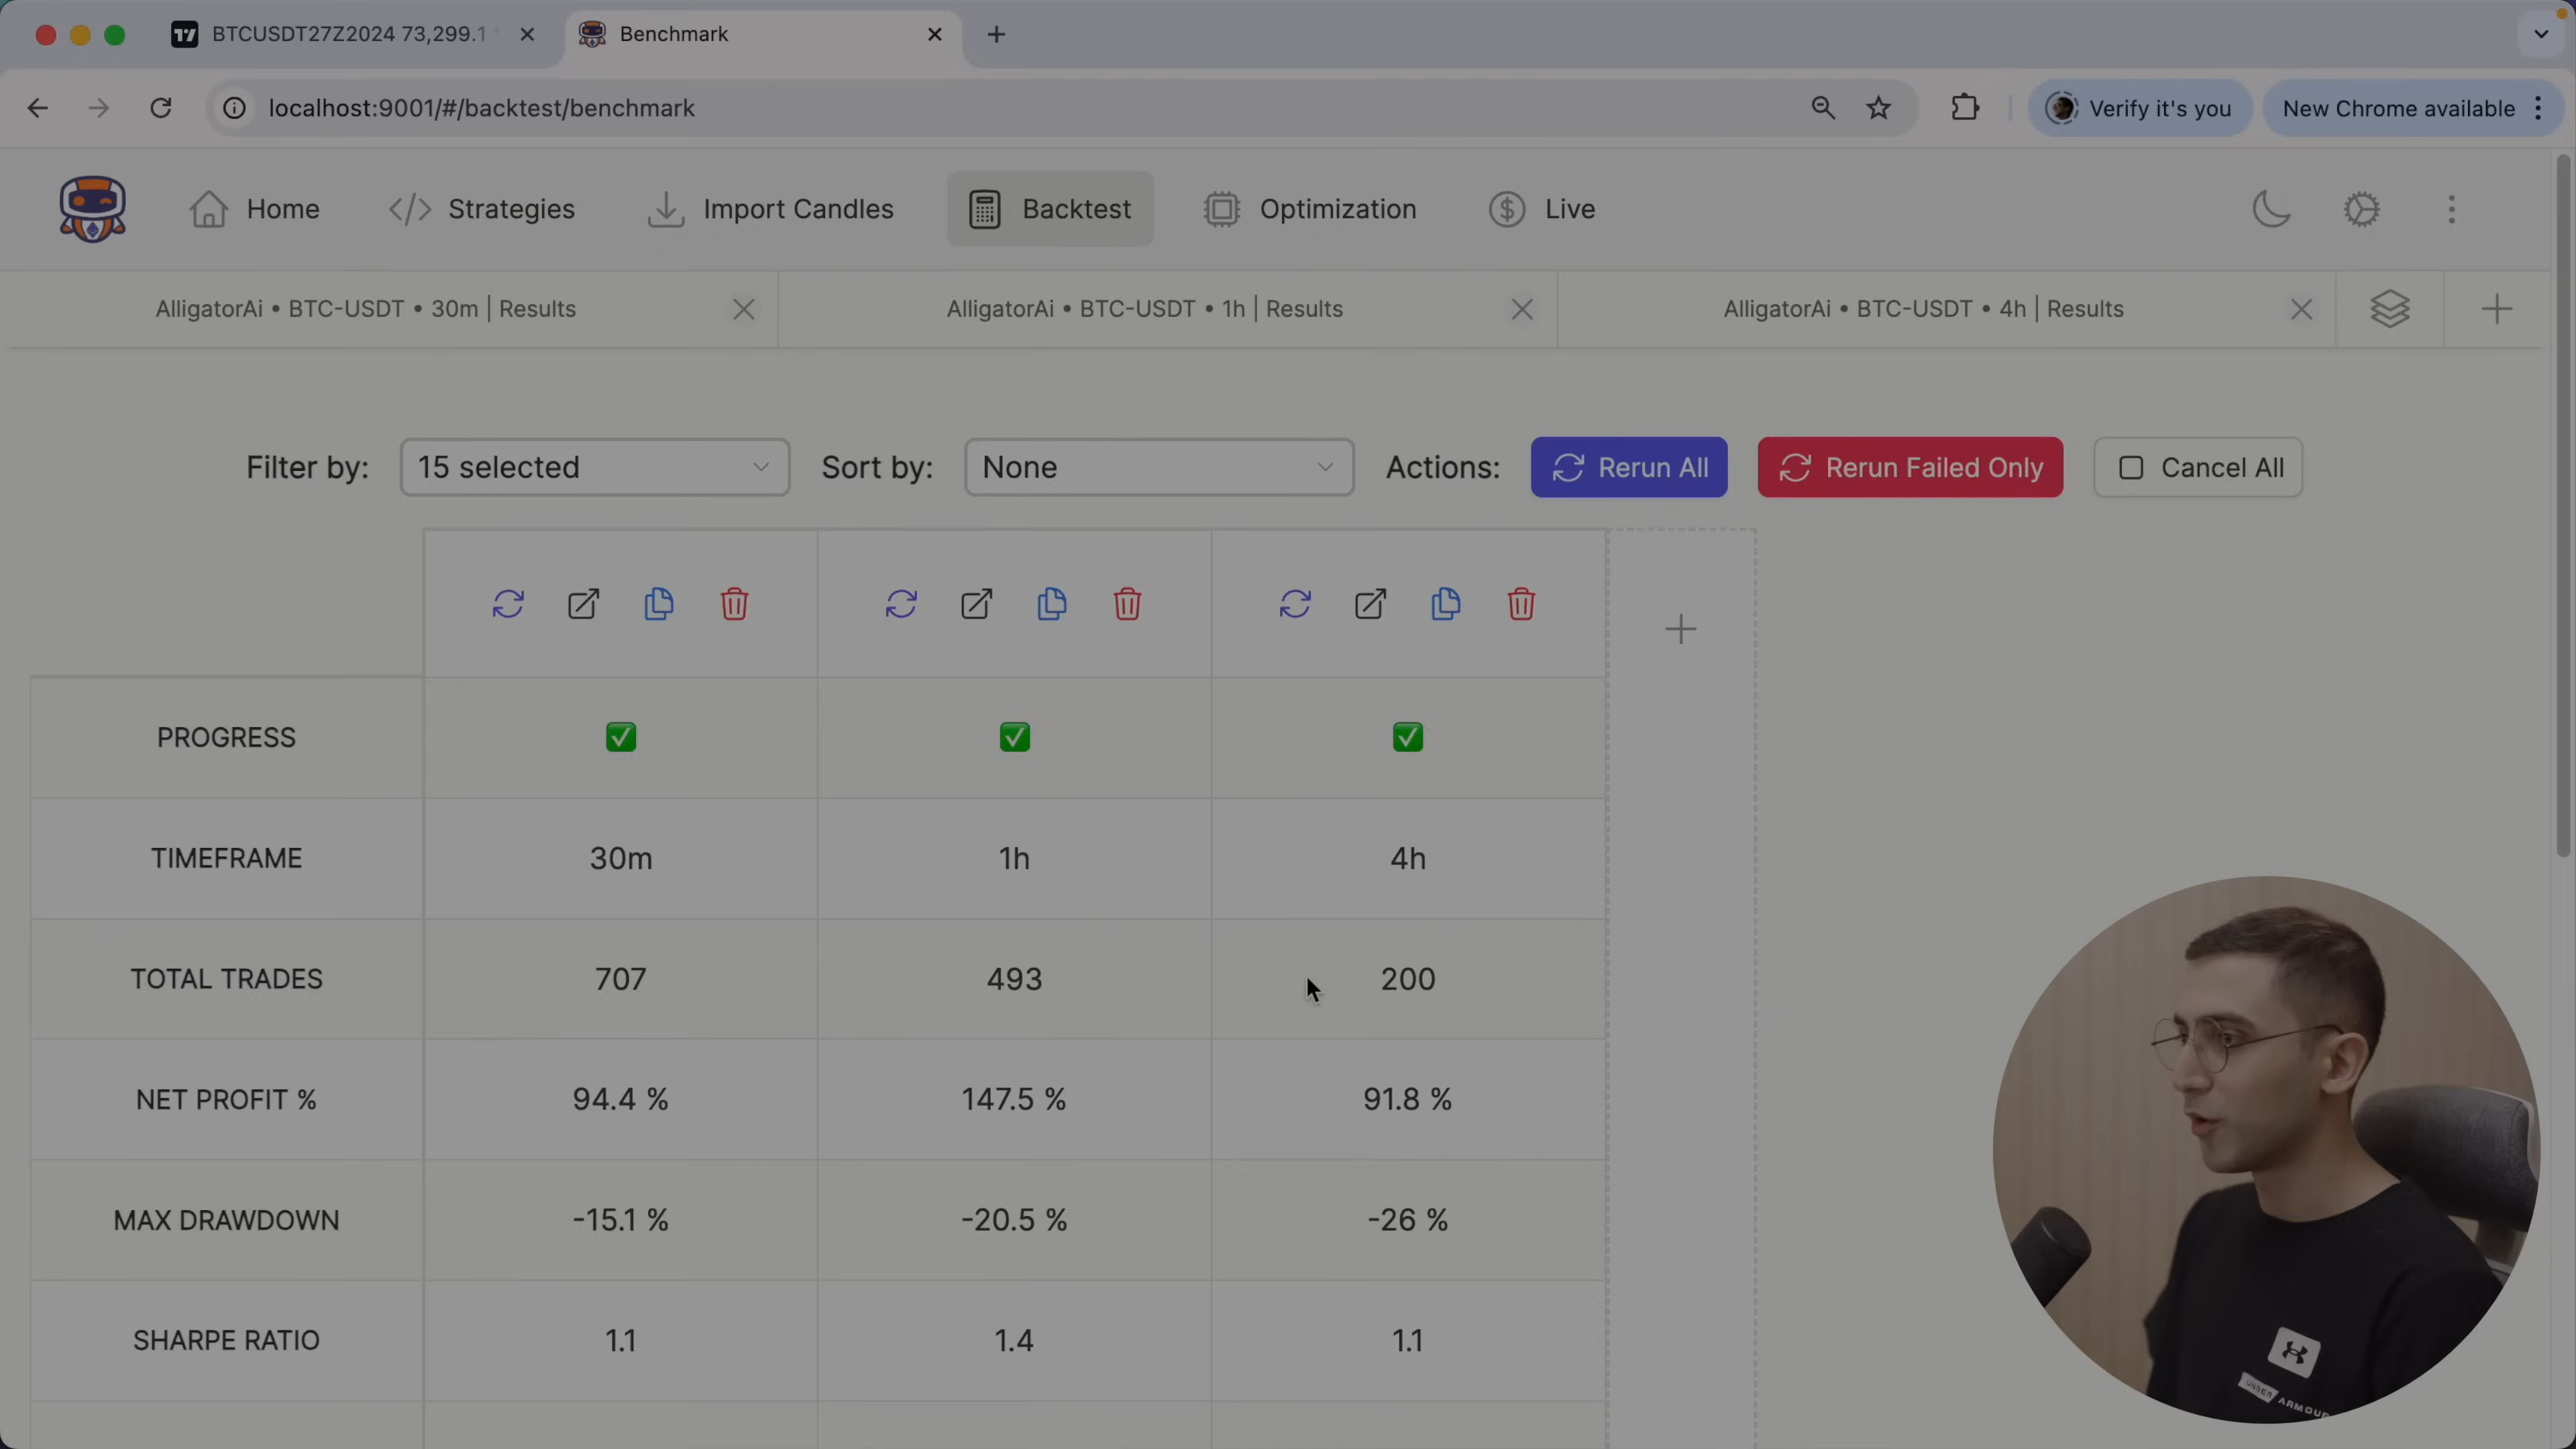 BTCUSDT27Z2024 73,299.1
Benchmark
localhost:9001/#/backtest/benchmark
Verify it's you
New Chrome available
Home
Strategies
Import Candles
Backtest
Optimization
Live
AlligatorAi • BTC-USDT • 30m | Results
AlligatorAi • BTC-USDT • 1h | Results
AlligatorAi • BTC-USDT • 4h | Results
Filter by: 15 selected Sort by: None Actions: Rerun All Rerun Failed Only Cancel All
PROGRESS
TIMEFRAME 30m 1h 4h
TOTAL TRADES 707 493 200
NET PROFIT % 94.4 % 147.5 % 91.8 %
MAX DRAWDOWN -15.1 % -20.5 % -26 %
SHARPE RATIO 1.1 1.4 1.1
UNDER ARMOUR